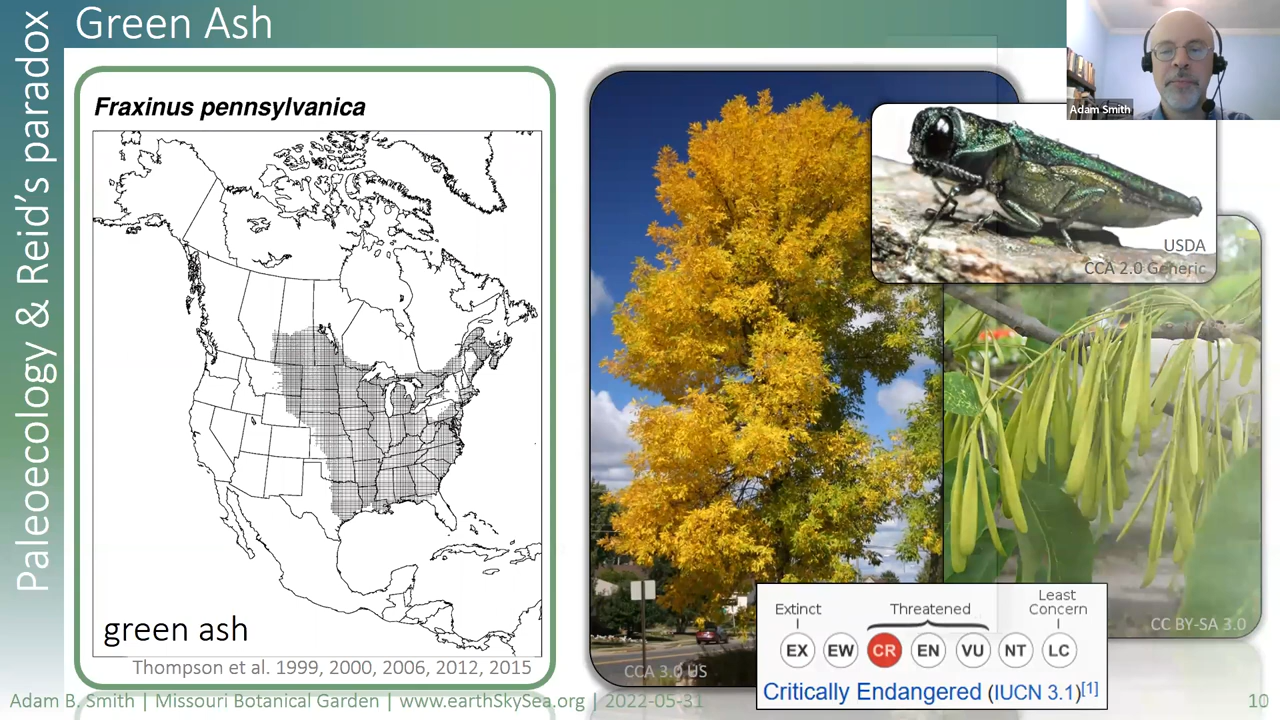 Green Ash
Paleoecology & Reid's paradox
Adam Smith
Fraxinus pennsylvanica
green ash
Thompson et al. 1999, 2000, 2006, 2012, 2015
USDA
CCA 2.0 Generic
CC BY-SA 3.0
CCA 3.0 US
Extinct
Threatened
Least
Concern
EX EW CR EN VU NT LC
Critically Endangered (IUCN 3.1)[1]
Adam B. Smith | Missouri Botanical Garden | www.earthSkySea.org | 2022-05-31
10